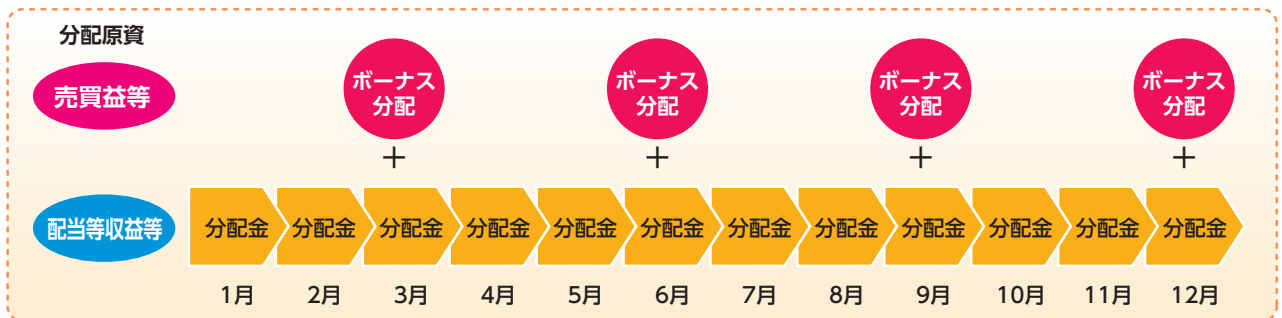 分配原資
売買益等
ボーナス
分配
ボーナス
分配
ボーナス
分配
ボーナス
分配
+ + + +
配当等収益等
分配金 分配金 分配金 分配金 分配金 分配金 分配金 分配金 分配金 分配金 分配金 分配金
1月 2月 3月 4月 5月 6月 7月 8月 9月 10月 11月 12月